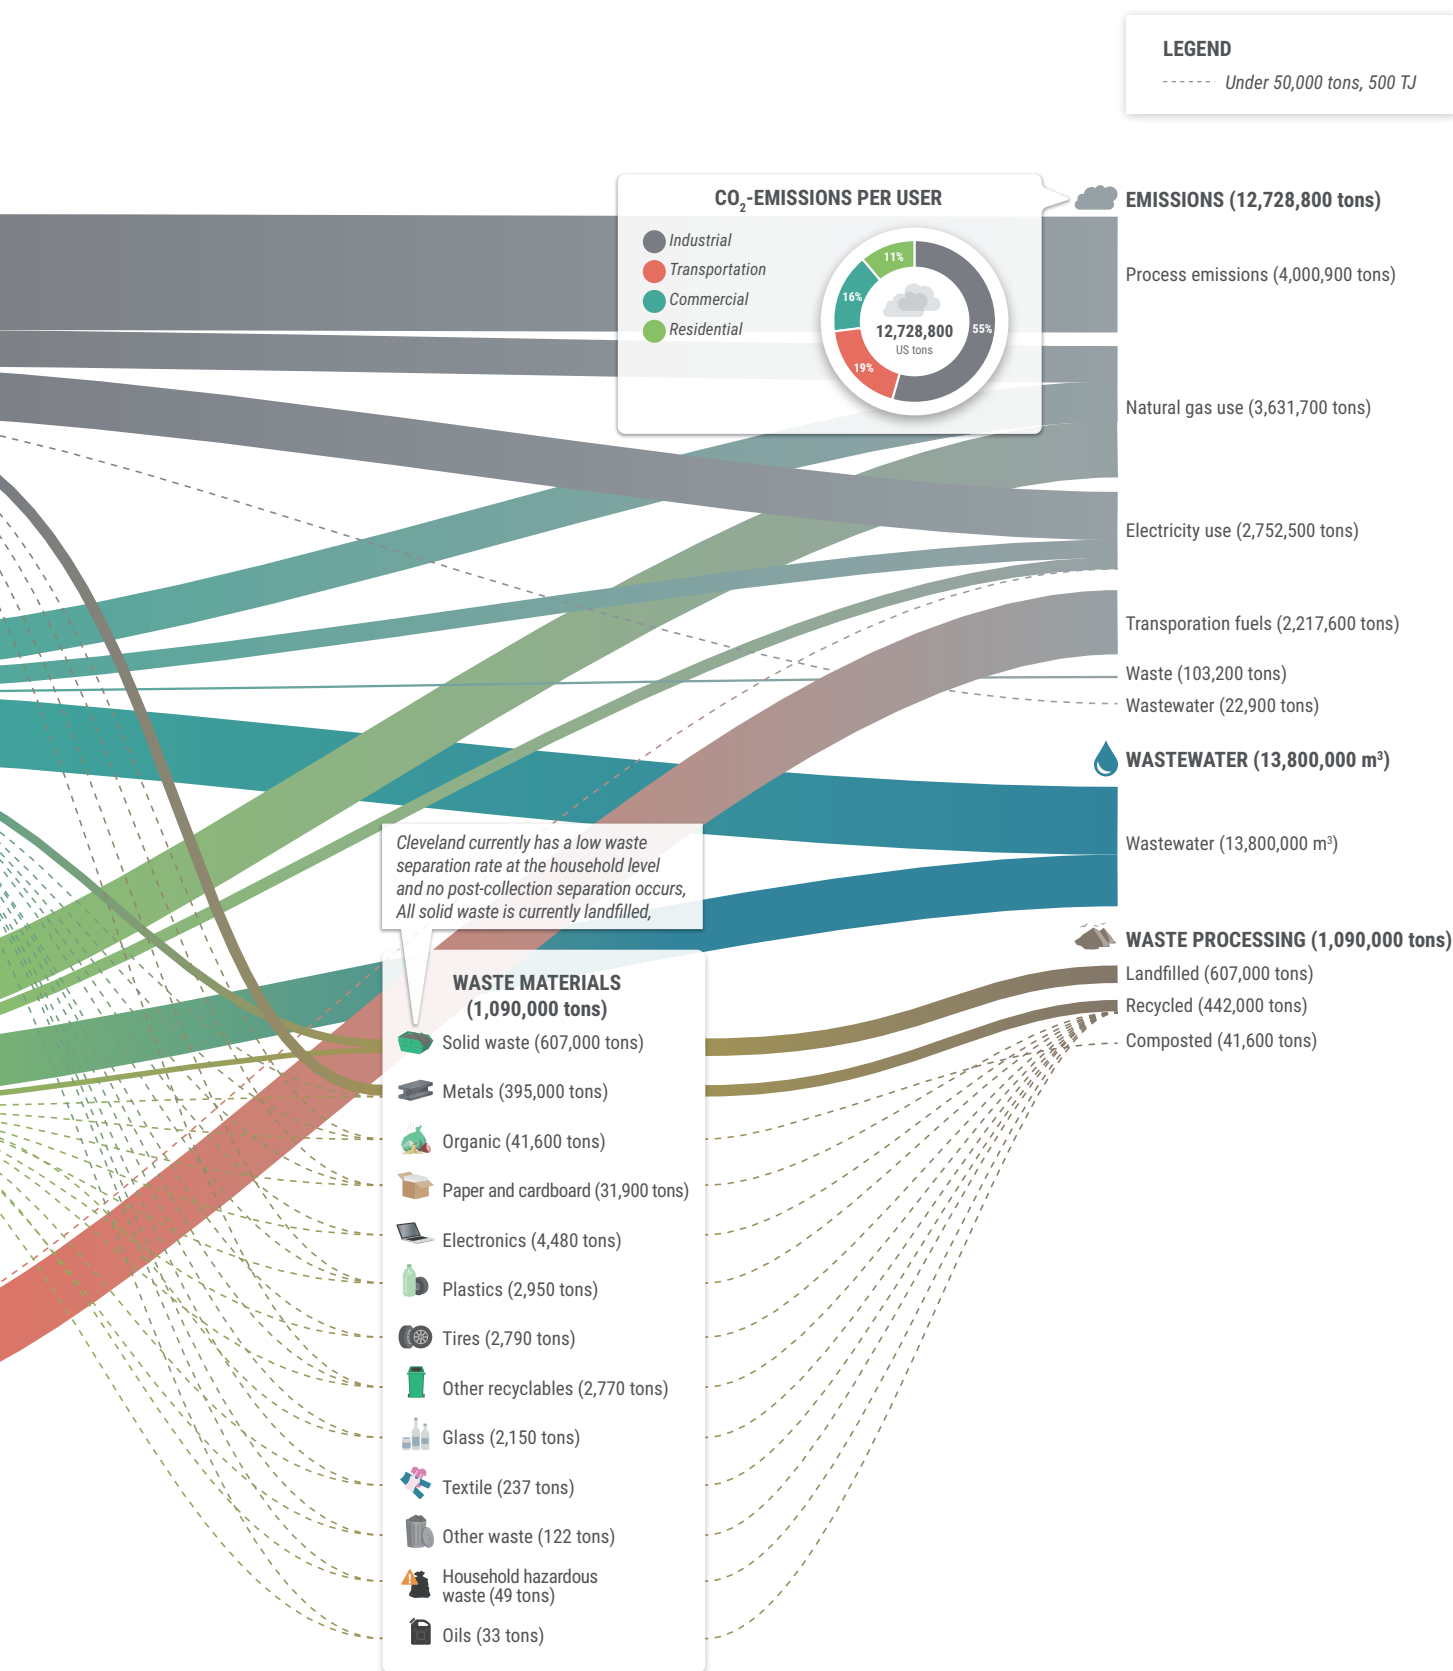 LEGEND
Under 50,000 tons, 500 TJ
CO2-EMISSIONS PER USER
Industrial
Transportation
Commercial
Residential
11%
16%
19%
55%
12,728,800
US tons
EMISSIONS (12,728,800 tons)
Process emissions (4,000,900 tons)
Natural gas use (3,631,700 tons)
Electricity use (2,752,500 tons)
Transporation fuels (2,217,600 tons)
Waste (103,200 tons)
Wastewater (22,900 tons)
WASTEWATER (13,800,000 m³)
Wastewater (13,800,000 m³)
WASTE PROCESSING (1,090,000 tons)
Landfilled (607,000 tons)
Recycled (442,000 tons)
Composted (41,600 tons)
Cleveland currently has a low waste
separation rate at the household level
and no post-collection separation occurs,
All solid waste is currently landfilled,
WASTE MATERIALS
(1,090,000 tons)
Solid waste (607,000 tons)
Metals (395,000 tons)
Organic (41,600 tons)
Paper and cardboard (31,900 tons)
Electronics (4,480 tons)
Plastics (2,950 tons)
Tires (2,790 tons)
Other recyclables (2,770 tons)
Glass (2,150 tons)
Textile (237 tons)
Other waste (122 tons)
Household hazardous
waste (49 tons)
Oils (33 tons)